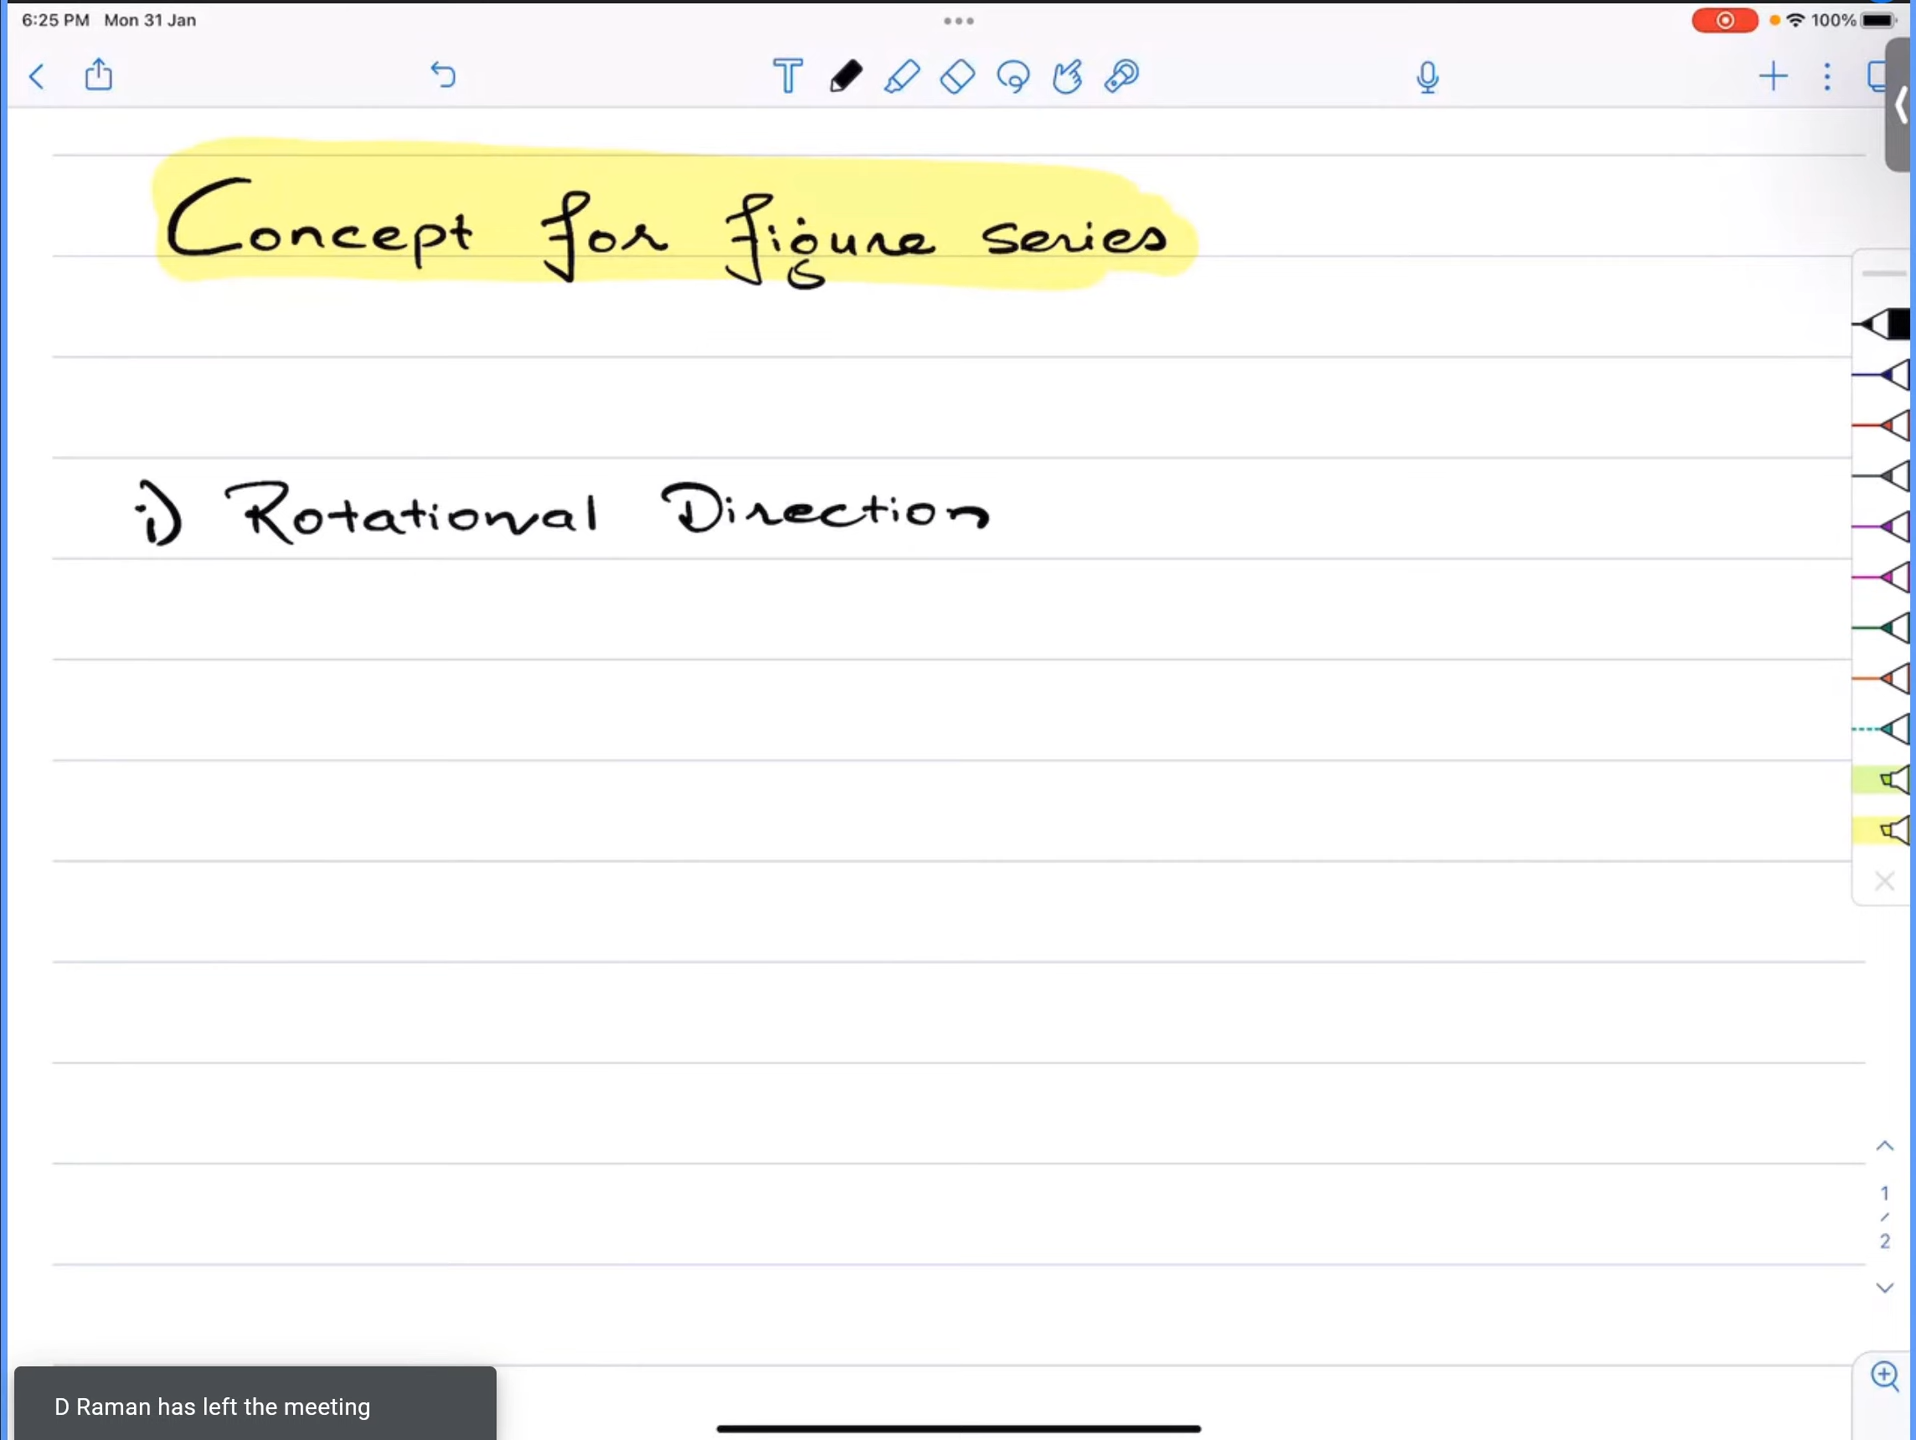 6:25 PM Mon 31 Jan
100%
T
Concept for figure series
i) Rotational Direction
1
/
2
D Raman has left the meeting